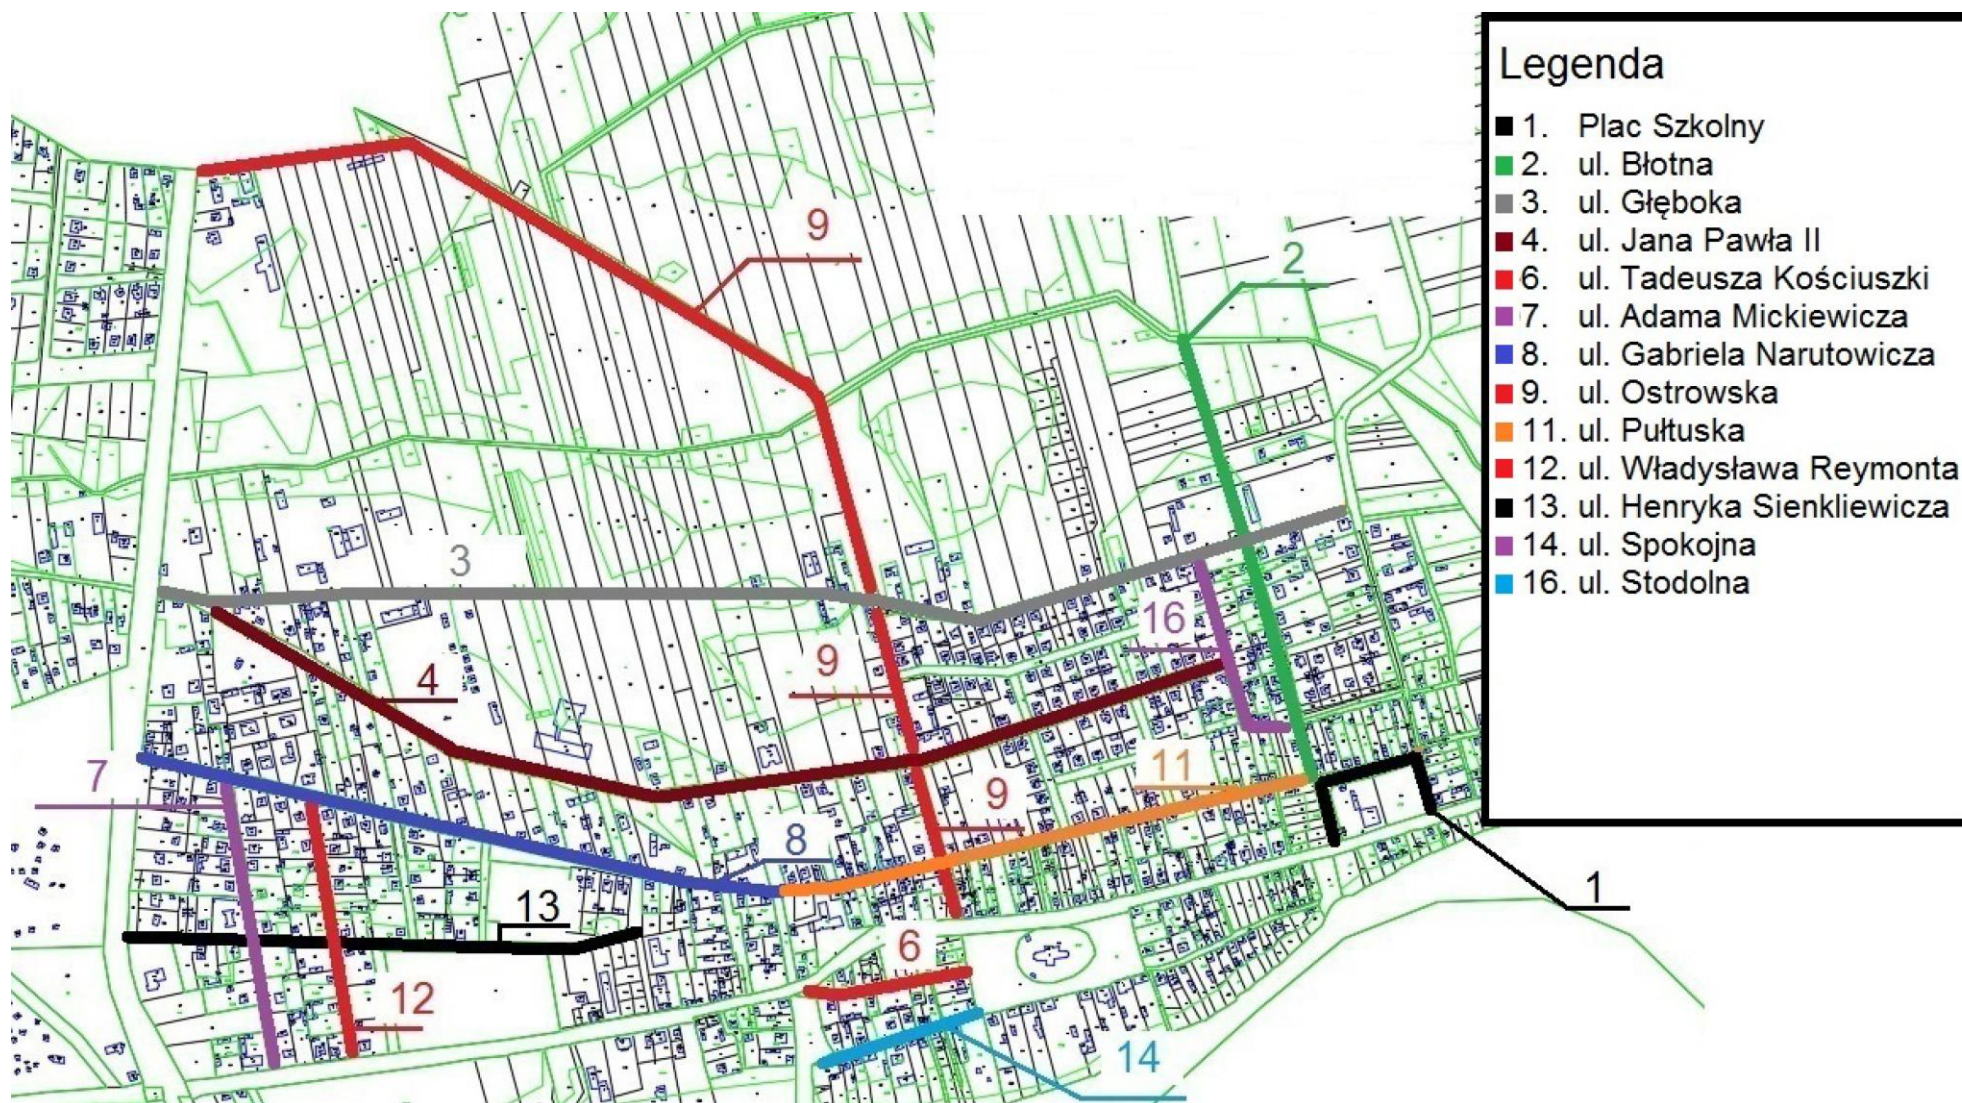 Legenda
1. Plac Szkolny
2. ul. Błotna
3. ul. Głęboka
4. ul. Jana Pawła II
6. ul. Tadeusza Kościuszki
7. ul. Adama Mickiewicza
8. ul. Gabriela Narutowicza
9. ul. Ostrowska
11. ul. Pułtuska
12. ul. Władysława Reymonta
13. ul. Henryka Sienkliewicza
14. ul. Spokojna
16. ul. Stodolna
9
2
3
16
9
4
11
7
9
8
1
13
6
12
14